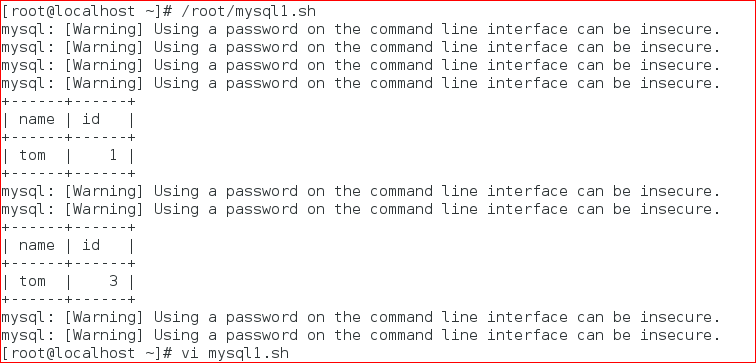 [root@localhost ~]# /root/mysql1.sh
mysql: [Warning] Using a password on the command line interface can be insecure.
mysql: [Warning] Using a password on the command line interface can be insecure.
mysql: [Warning] Using a password on the command line interface can be insecure.
mysql: [Warning] Using a password on the command line interface can be insecure.
+------+------+
| name | id   |
+------+------+
| tom  |    1 |
+------+------+
mysql: [Warning] Using a password on the command line interface can be insecure.
mysql: [Warning] Using a password on the command line interface can be insecure.
+------+------+
| name | id   |
+------+------+
| tom  |    3 |
+------+------+
mysql: [Warning] Using a password on the command line interface can be insecure.
mysql: [Warning] Using a password on the command line interface can be insecure.
[root@localhost ~]# vi mysql1.sh